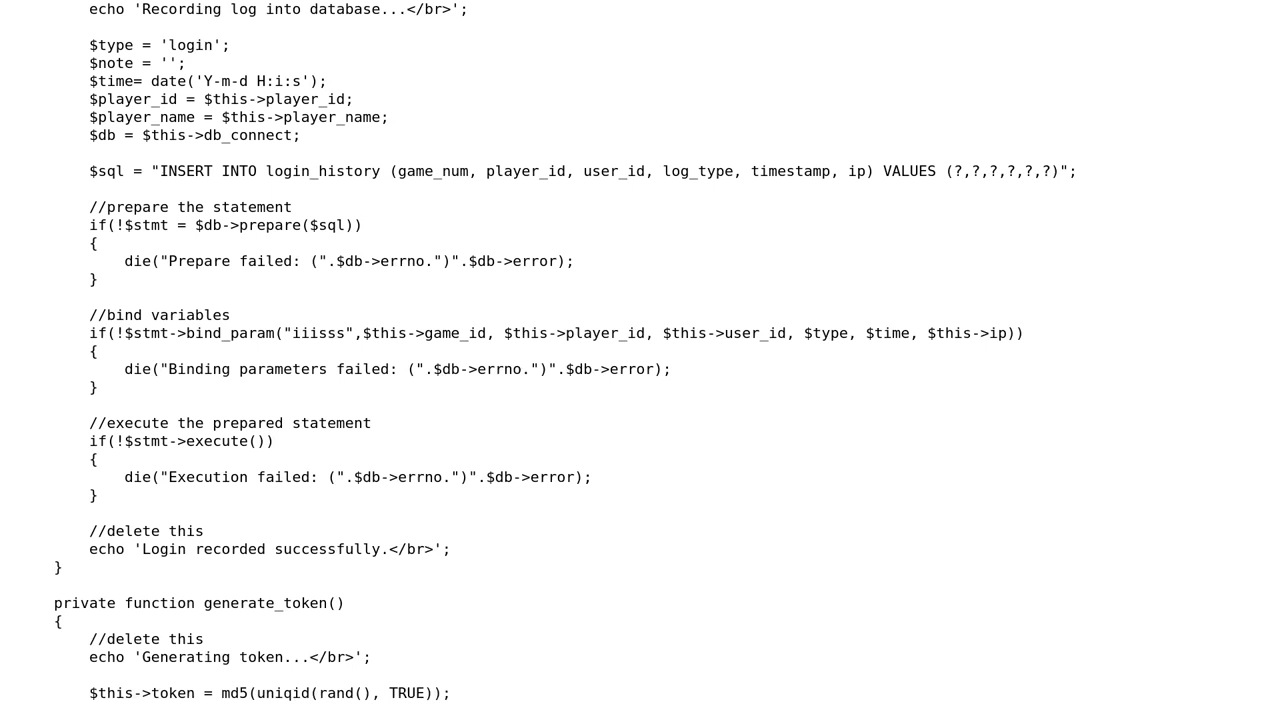 echo 'Recording log into database...</br>';
$type = 'login';
$note = '';
$time= date('Y-m-d H:i:s');
$player_id = $this->player_id;
$player_name = $this->player_name;
$db = $this->db_connect;
$sql = "INSERT INTO login_history (game_num, player_id, user_id, log_type, timestamp, ip) VALUES (?,?,?,?,?,?)";
//prepare the statement
if(!$stmt = $db->prepare($sql))
{
die("Prepare failed: (".$db->errno.")".$db->error);
}
//bind variables
if(!$stmt->bind_param("iiisss",$this->game_id, $this->player_id, $this->user_id, $type, $time, $this->ip))
{
die("Binding parameters failed: (".$db->errno.")".$db->error);
}
//execute the prepared statement
if(!$stmt->execute())
{
die("Execution failed: (".$db->errno.")".$db->error);
}
//delete this
echo 'Login recorded successfully.</br>';
}
private function generate_token()
{
//delete this
echo 'Generating token...</br>';
$this->token = md5(uniqid(rand(), TRUE));